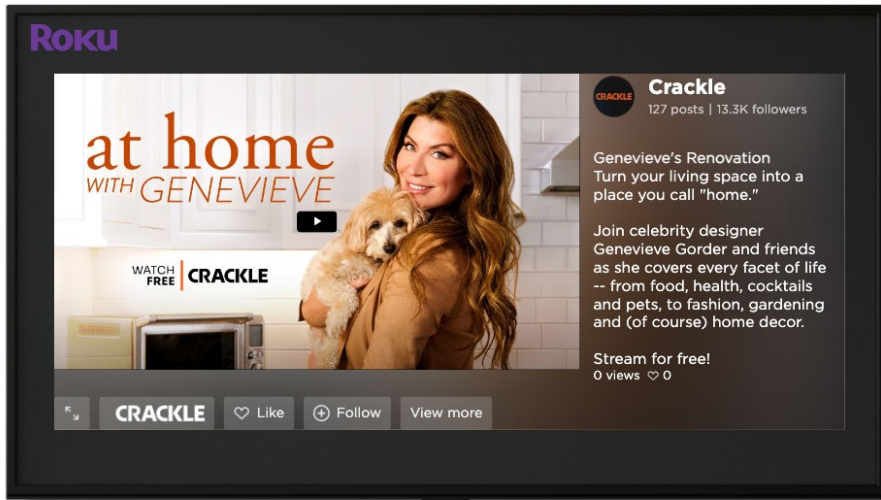 Roku
at home
WITH GENEVIEVE
WATCH
FREE
CRACKLE
CRACKLE
Crackle
127 posts | 13.3K followers
Genevieve's Renovation
Turn your living space into a
place you call "home."
Join celebrity designer
Genevieve Gorder and friends
as she covers every facet of life
-- from food, health, cocktails
and pets, to fashion, gardening
and (of course) home decor.
Stream for free!
0 views ♡ 0
CRACKLE
Like
Follow
View more